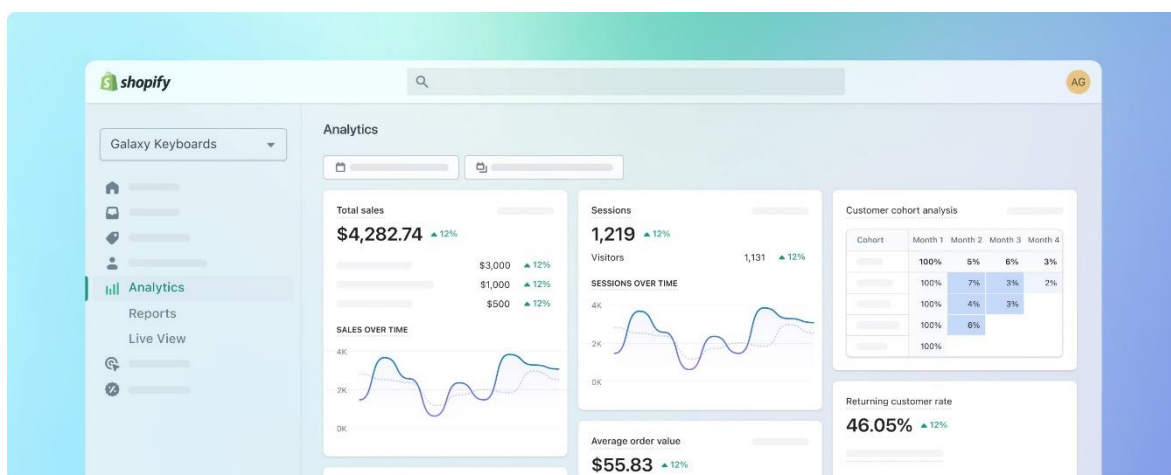 shopify
AG
Galaxy Keyboards
Analytics
Reports
Live View
Analytics
Total sales
$4,282.74 12%
$3,000 12%
$1,000 12%
$500 12%
SALES OVER TIME
4K
2K
0K
Sessions
1,219 12%
Visitors 1,131 12%
SESSIONS OVER TIME
4K
2K
0K
Average order value
$55.83 12%
Customer cohort analysis
Cohort Month 1 Month 2 Month 3 Month 4
100% 5% 6% 3%
100% 7% 3% 2%
100% 4% 3%
100% 6%
100%
Returning customer rate
46.05% 12%